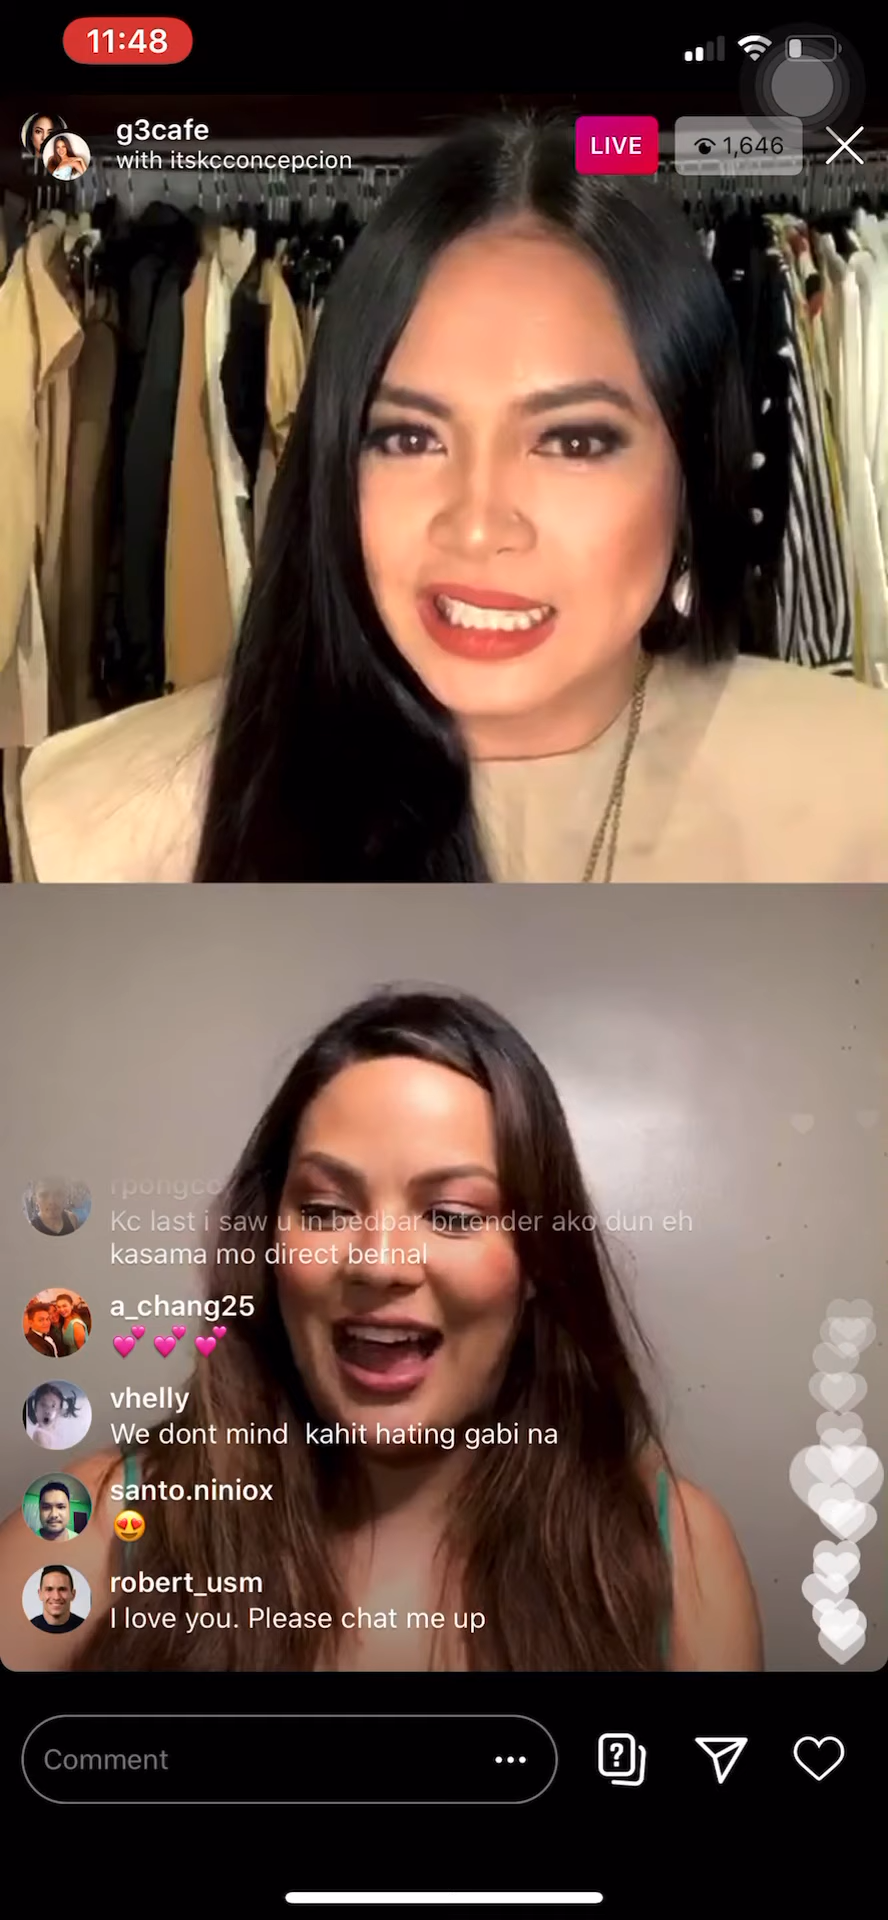 11:48
g3cafe
with itskcconcepcion
LIVE
1,646
rpongco
Kc last i saw u in bedbar brtender ako dun eh
kasama mo direct bernal
a_chang25
💕 💕 💕
vhelly
We dont mind  kahit hating gabi na
santo.niniox
😍
robert_usm
I love you. Please chat me up
Comment